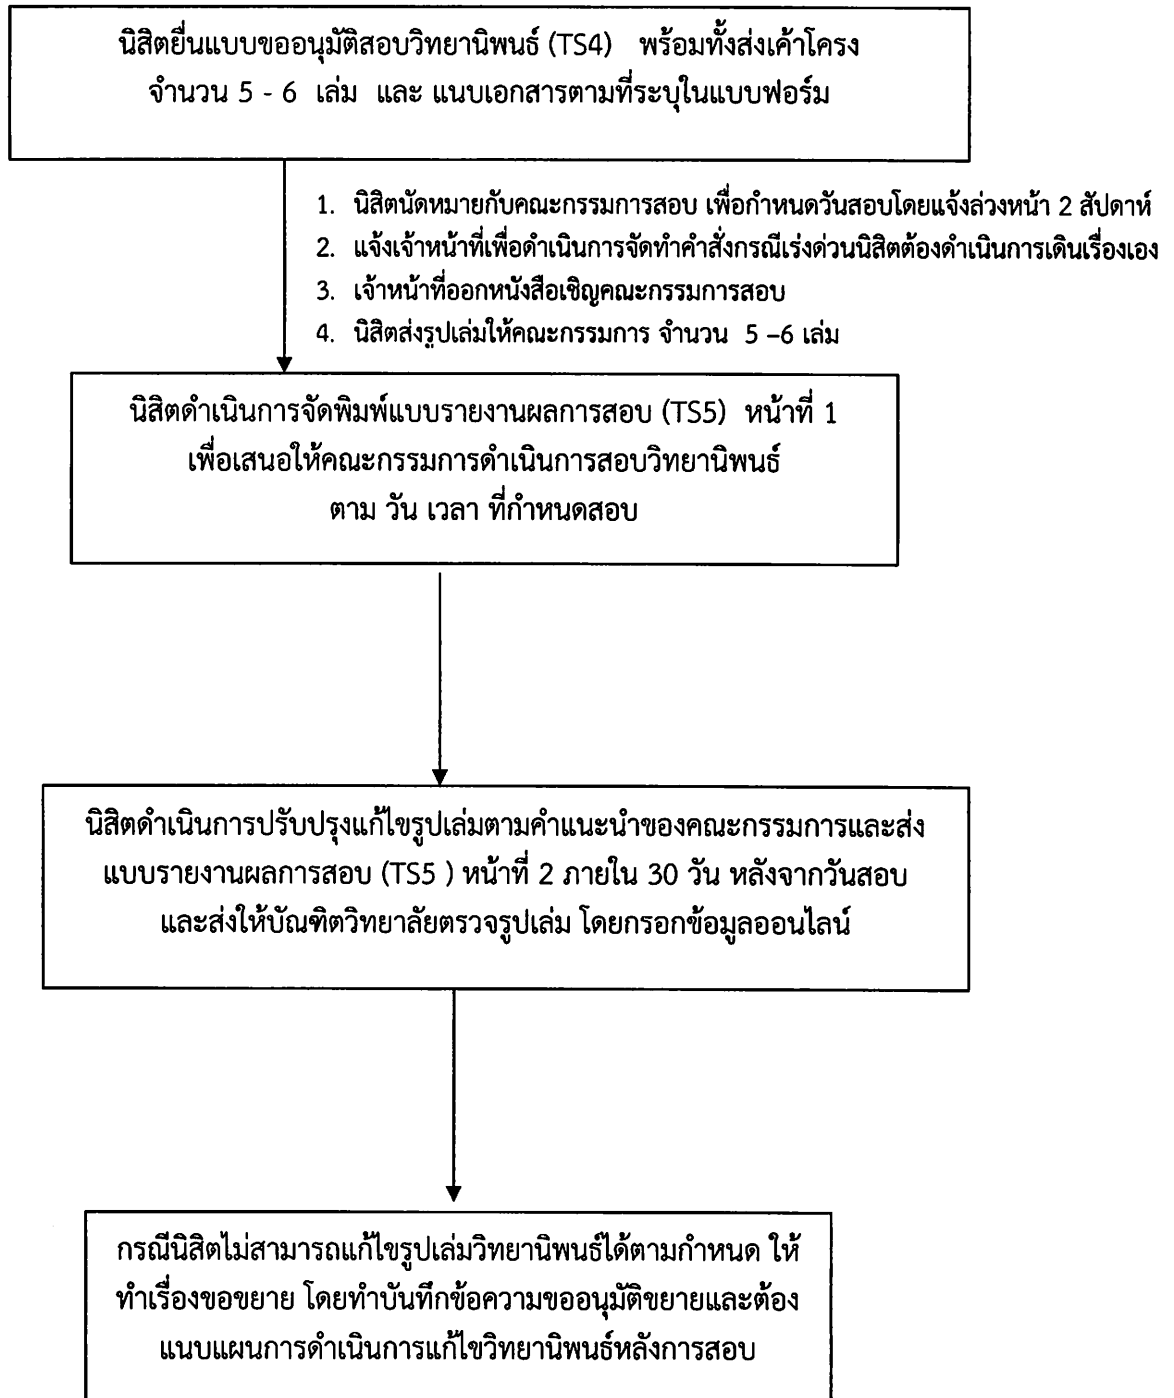 นิสิตยื่นแบบขออนุมัติสอบวิทยานิพนธ์ (TS4) พร้อมทั้งส่งเค้าโครง
จำนวน 5 - 6 เล่ม และ แนบเอกสารตามที่ระบุในแบบฟอร์ม
1. นิสิตนัดหมายกับคณะกรรมการสอบ เพื่อกำหนดวันสอบโดยแจ้งล่วงหน้า 2 สัปดาห์
2. แจ้งเจ้าหน้าที่เพื่อดำเนินการจัดทำคำสั่งกรณีเร่งด่วนนิสิตต้องดำเนินการเดินเรื่องเอง
3. เจ้าหน้าที่ออกหนังสือเชิญคณะกรรมการสอบ
4. นิสิตส่งรูปเล่มให้คณะกรรมการ จำนวน 5 –6 เล่ม
นิสิตดำเนินการจัดพิมพ์แบบรายงานผลการสอบ (TS5) หน้าที่ 1
เพื่อเสนอให้คณะกรรมการดำเนินการสอบวิทยานิพนธ์
ตาม วัน เวลา ที่กำหนดสอบ
นิสิตดำเนินการปรับปรุงแก้ไขรูปเล่มตามคำแนะนำของคณะกรรมการและส่ง
แบบรายงานผลการสอบ (TS5 ) หน้าที่ 2 ภายใน 30 วัน หลังจากวันสอบ
และส่งให้บัณฑิตวิทยาลัยตรวจรูปเล่ม โดยกรอกข้อมูลออนไลน์
กรณีนิสิตไม่สามารถแก้ไขรูปเล่มวิทยานิพนธ์ได้ตามกำหนด ให้
ทำเรื่องขอขยาย โดยทำบันทึกข้อความขออนุมัติขยายและต้อง
แนบแผนการดำเนินการแก้ไขวิทยานิพนธ์หลังการสอบ